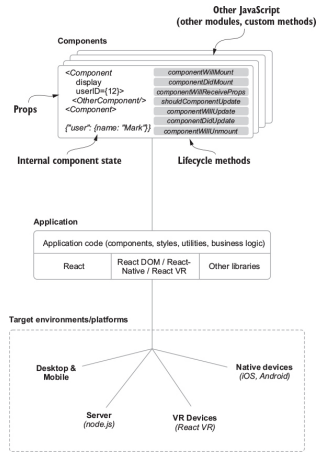 Other JavaScript
(other modules, custom methods)
Components
<Component
display
userID={12}>
<OtherComponent/>
<Component>
{"user": {name: "Mark"}}
componentWillMount
componentDidMount
componentWillReceiveProps
shouldComponentUpdate
componentWillUpdate
componentDidUpdate
componentWillUnmount
Props
Internal component state
Lifecycle methods
Application
Application code (components, styles, utilities, business logic)
React
React DOM / React-
Native / React VR
Other libraries
Target environments/platforms
Desktop &
Mobile
Native devices
(iOS, Android)
Server
(node.js)
VR Devices
(React VR)